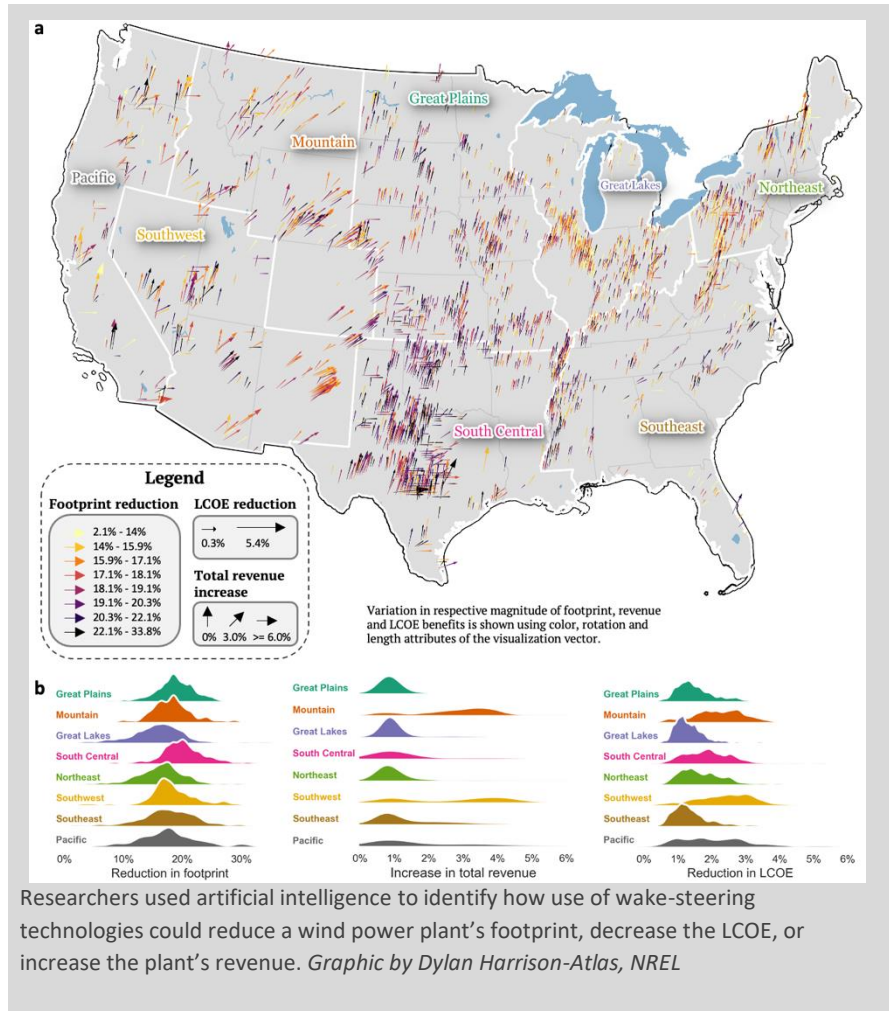 a
Great Plains
Mountain
Pacific
Great Lakes
Northeast
Southwest
South Central
Southeast
Legend
Footprint reduction
2.1% - 14%
14% - 15.9%
15.9% - 17.1%
17.1% - 18.1%
18.1% - 19.1%
19.1% - 20.3%
20.3% - 22.1%
22.1% - 33.8%
LCOE reduction
0.3% 5.4%
Total revenue
increase
0% 3.0% >= 6.0%
Variation in respective magnitude of footprint, revenue
and LCOE benefits is shown using color, rotation and
length attributes of the visualization vector.
b
Great Plains
Mountain
Great Lakes
South Central
Northeast
Southwest
Southeast
Pacific
0% 10% 20% 30%
Reduction in footprint
Great Plains
Mountain
Great Lakes
South Central
Northeast
Southwest
Southeast
Pacific
0% 1% 2% 3% 4% 5% 6%
Increase in total revenue
Great Plains
Mountain
Great Lakes
South Central
Northeast
Southwest
Southeast
Pacific
0% 1% 2% 3% 4% 5% 6%
Reduction in LCOE
Researchers used artificial intelligence to identify how use of wake-steering
technologies could reduce a wind power plant’s footprint, decrease the LCOE, or
increase the plant’s revenue. Graphic by Dylan Harrison-Atlas, NREL